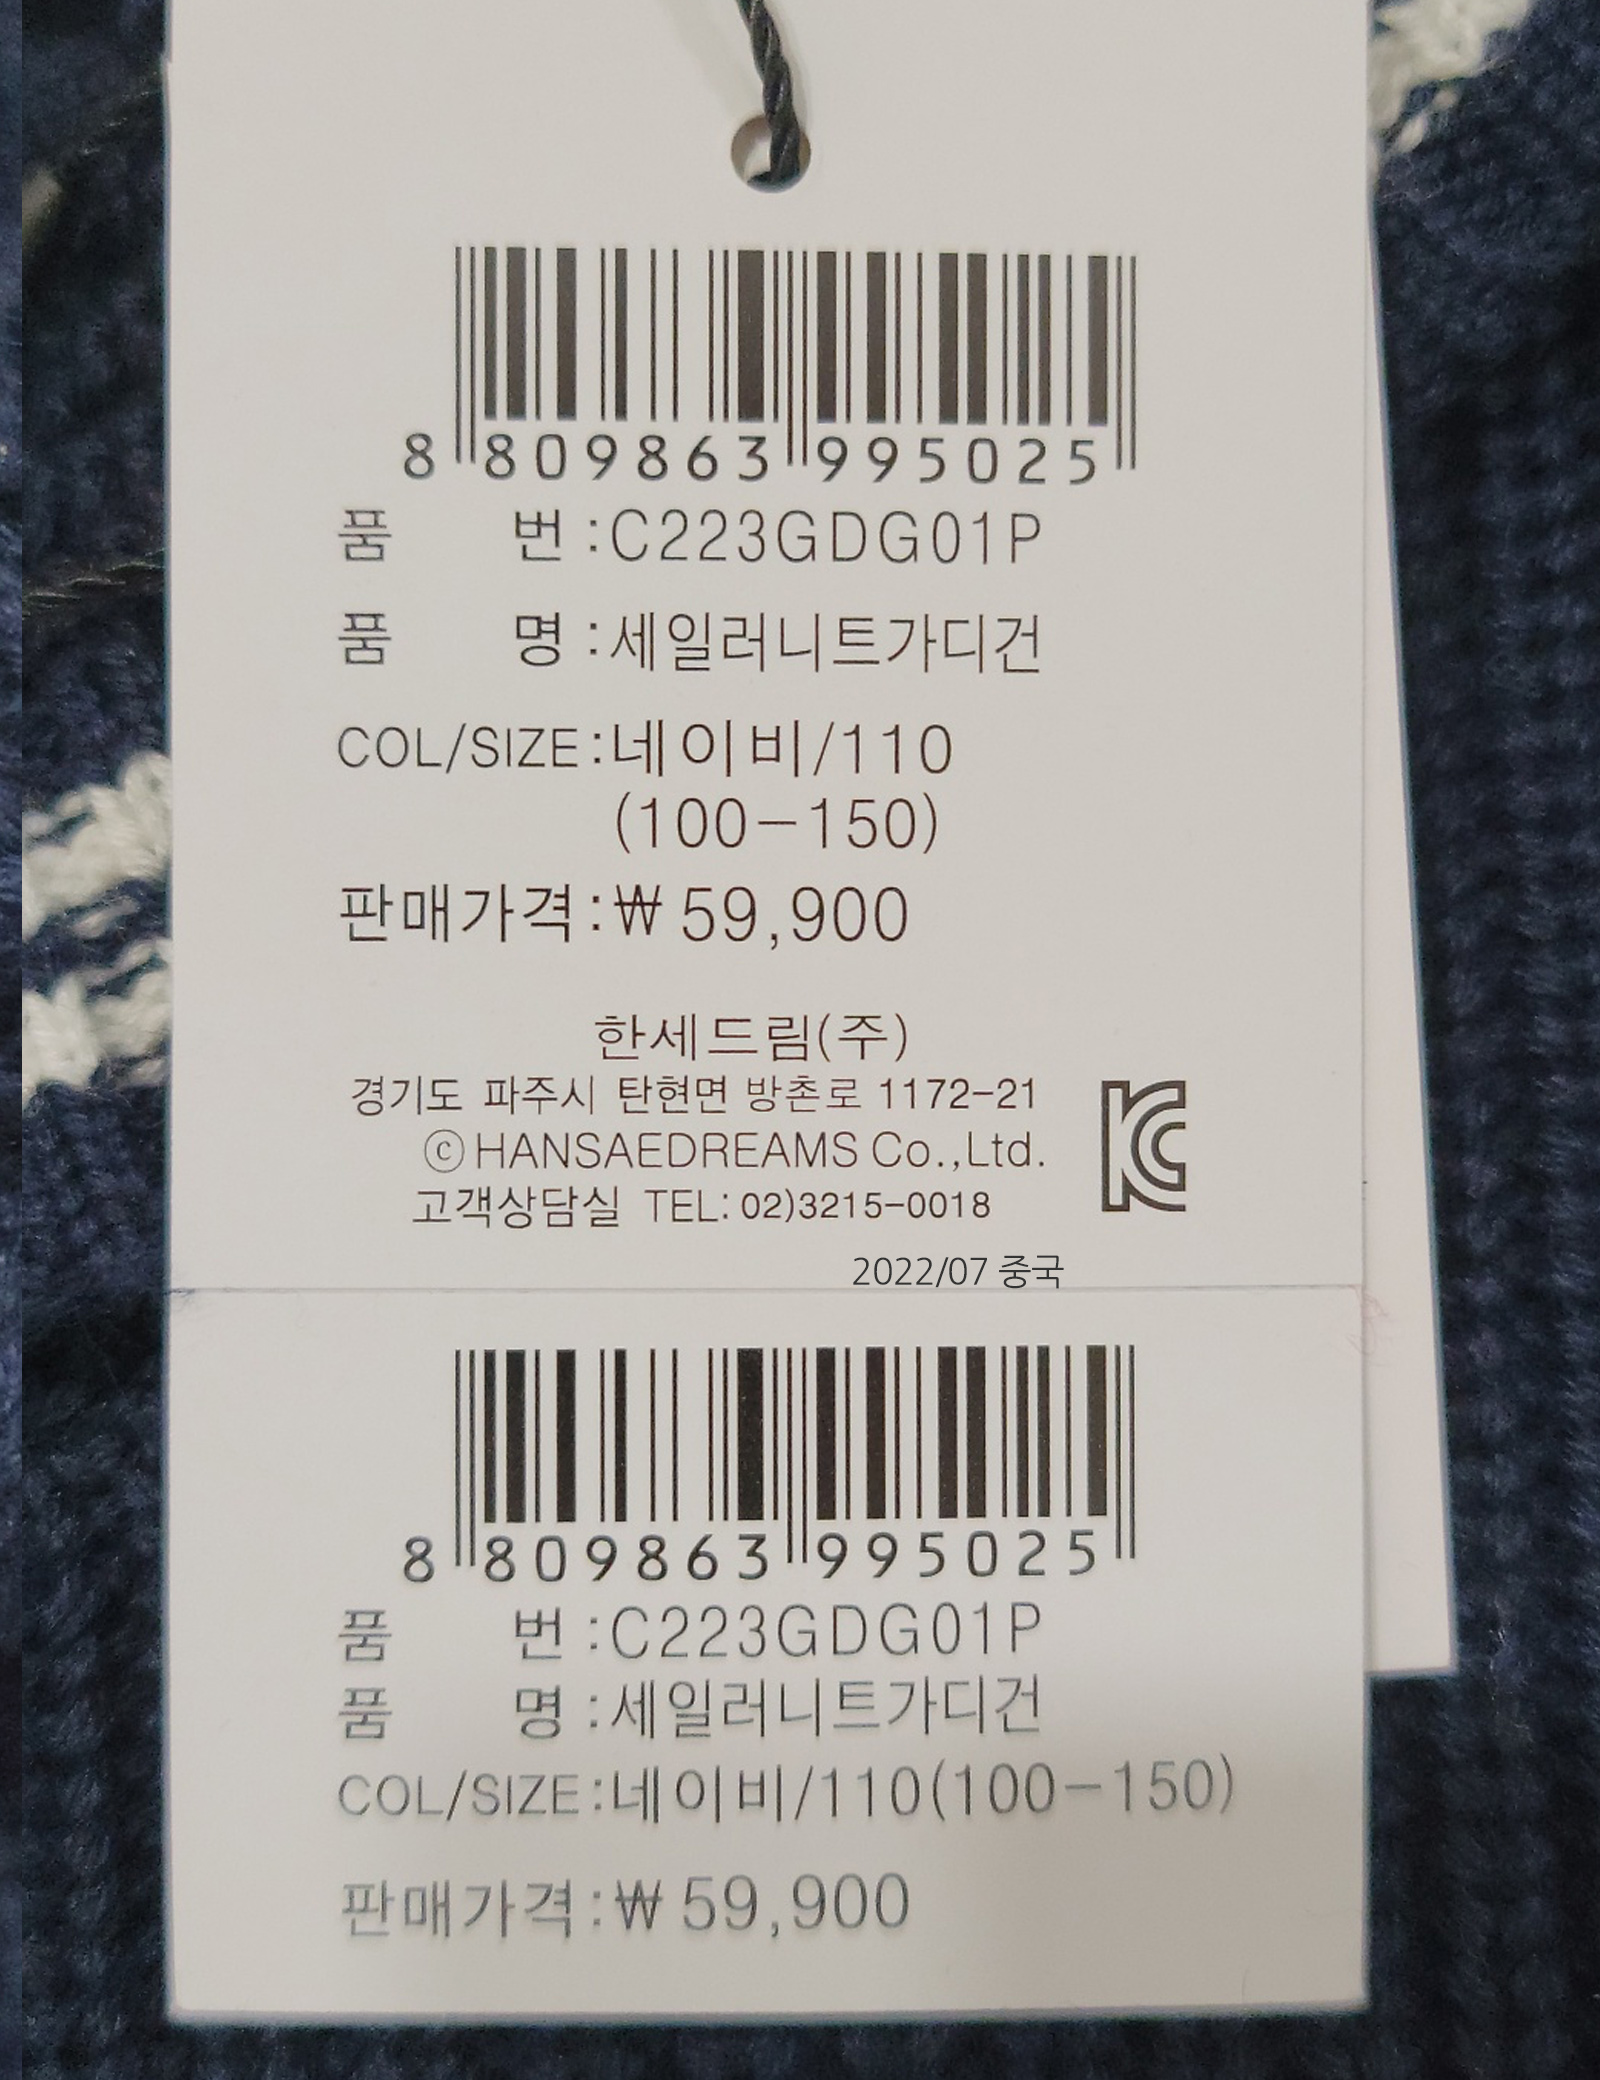 8 809863 995025
품 번 :C223GDG01P
품 명 :세일러니트가디건
COL/SIZE:네이비/110
(100-150)
판매가격:₩59,900
한세드림(주)
경기도 파주시 탄현면 방촌로 1172-21
ⓒHANSAEDREAMS Co.,Ltd.
고객상담실 TEL: 02)3215-0018
2022/07 중국
8 809863 995025
품 번 :C223GDG01P
품 명 :세일러니트가디건
COL/SIZE:네이비/110(100-150)
판매가격:₩59,900